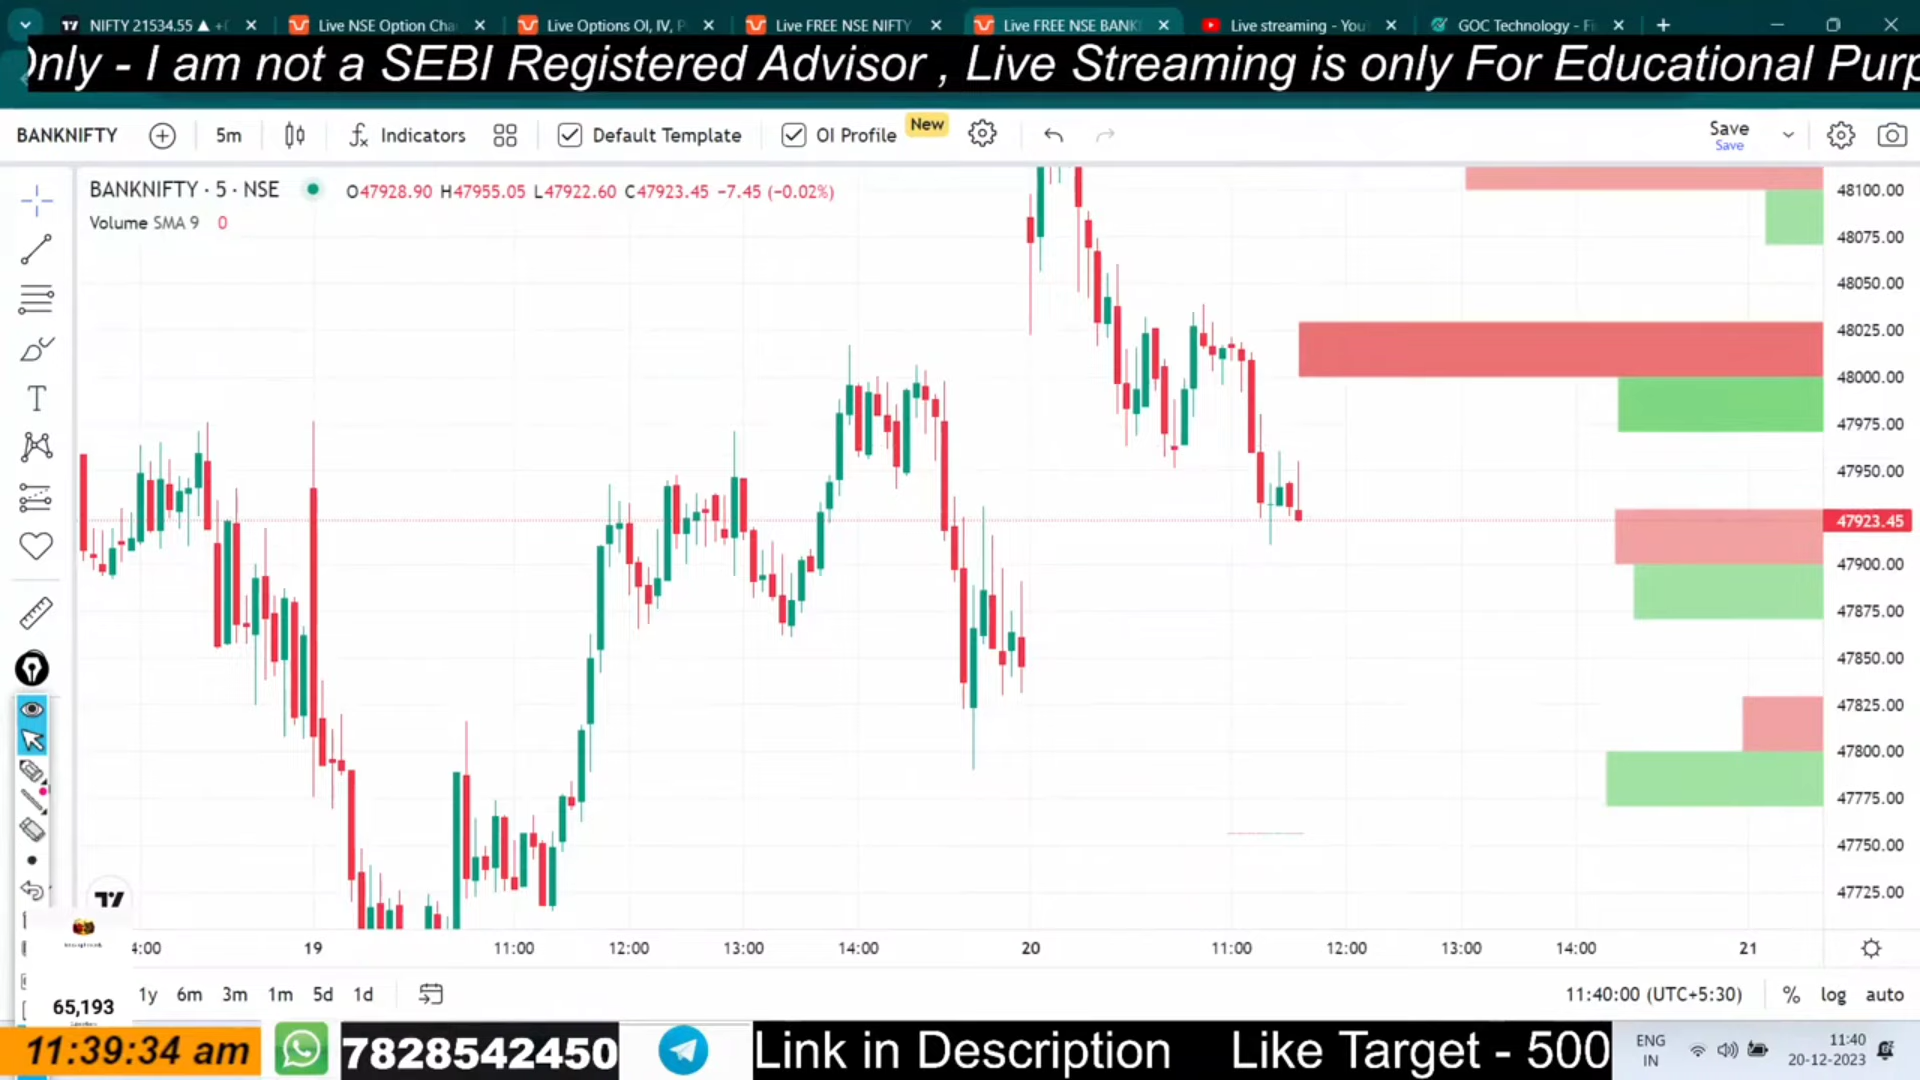 NIFTY 21534.55 ▲
Live NSE Option Cha
Live Options OI, IV, P
Live FREE NSE NIFTY
Live FREE NSE BANK
Live streaming - You
GOC Technology - Fi
Only - I am not a SEBI Registered Advisor , Live Streaming is only For Educational Purp
BANKNIFTY
5m
Indicators
Default Template
OI Profile
New
Save
Save
BANKNIFTY · 5 · NSE
O47928.90 H47955.05 L47922.60 C47923.45 −7.45 (−0.02%)
Volume SMA 9 0
48100.00
48075.00
48050.00
48025.00
48000.00
47975.00
47950.00
47923.45
47900.00
47875.00
47850.00
47825.00
47800.00
47775.00
47750.00
47725.00
4:00 19 11:00 12:00 13:00 14:00 20 11:00 12:00 13:00 14:00 21
1y 6m 3m 1m 5d 1d
11:40:00 (UTC+5:30)
% log auto
65,193
11:39:34 am
7828542450
Link in Description Like Target - 500
ENG
IN
11:40
20-12-2023